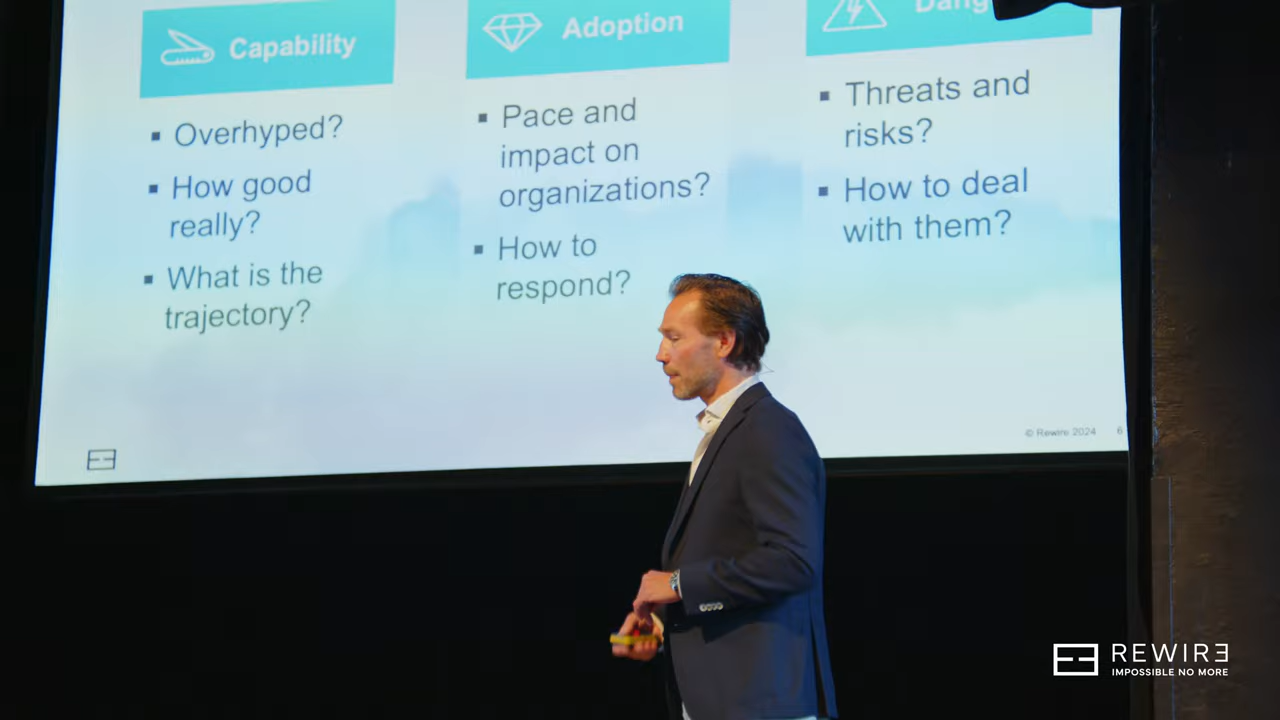 Capability
Overhyped?
How good
really?
What is the
trajectory?
Adoption
Pace and
impact on
organizations?
How to
respond?
Threats and
risks?
How to deal
with them?
© Rewire 2024 6
REWIRE
IMPOSSIBLE NO MORE